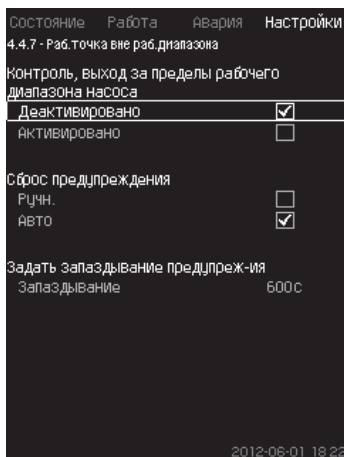 Состояние Работа Авария Настройки
4.4.7 - Раб.точка вне раб.диапазона
Контроль, выход за пределы рабочего
диапазона насоса
Деактивировано
Активировано
Сброс предупреждения
Ручн.
Авто
Задать запаздывание предупреж-ия
Запаздывание 600с
2012-06-01 18:22